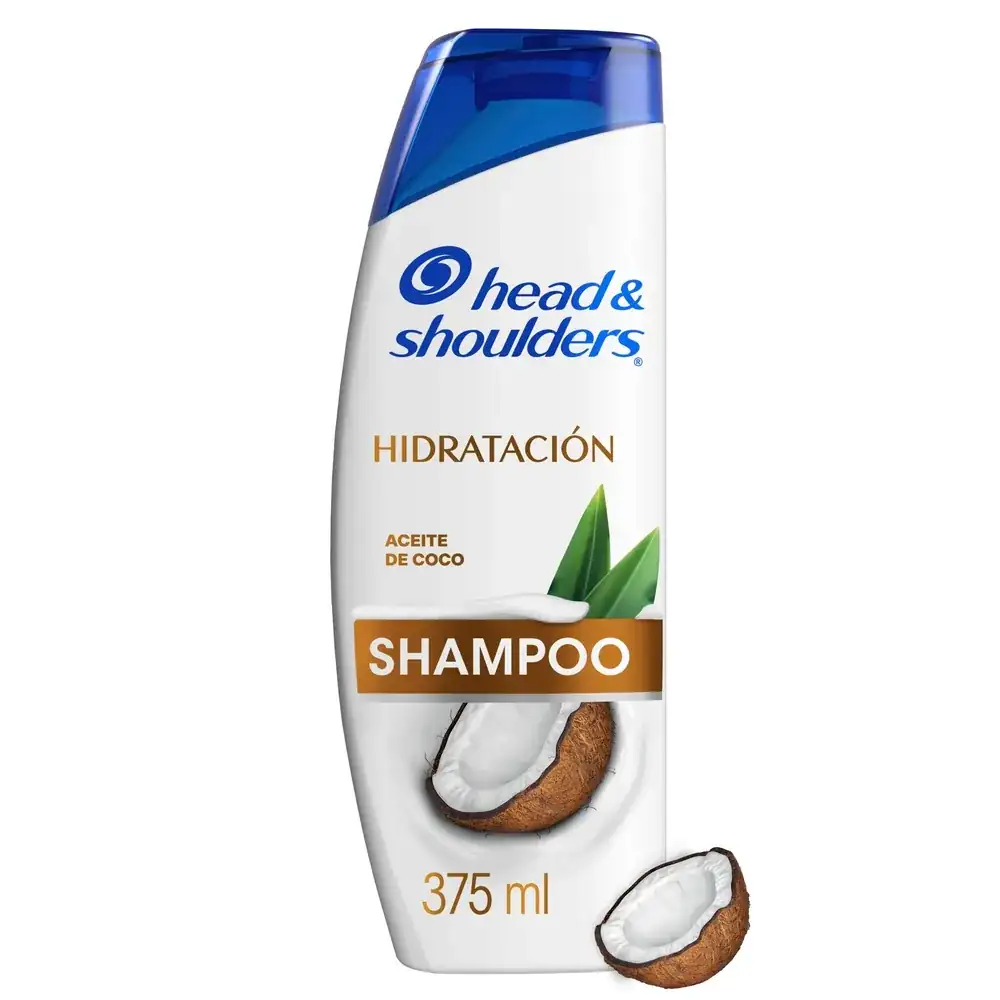 head &
shoulders®
HIDRATACIÓN
ACEITE
DE COCO
SHAMPOO
375 ml